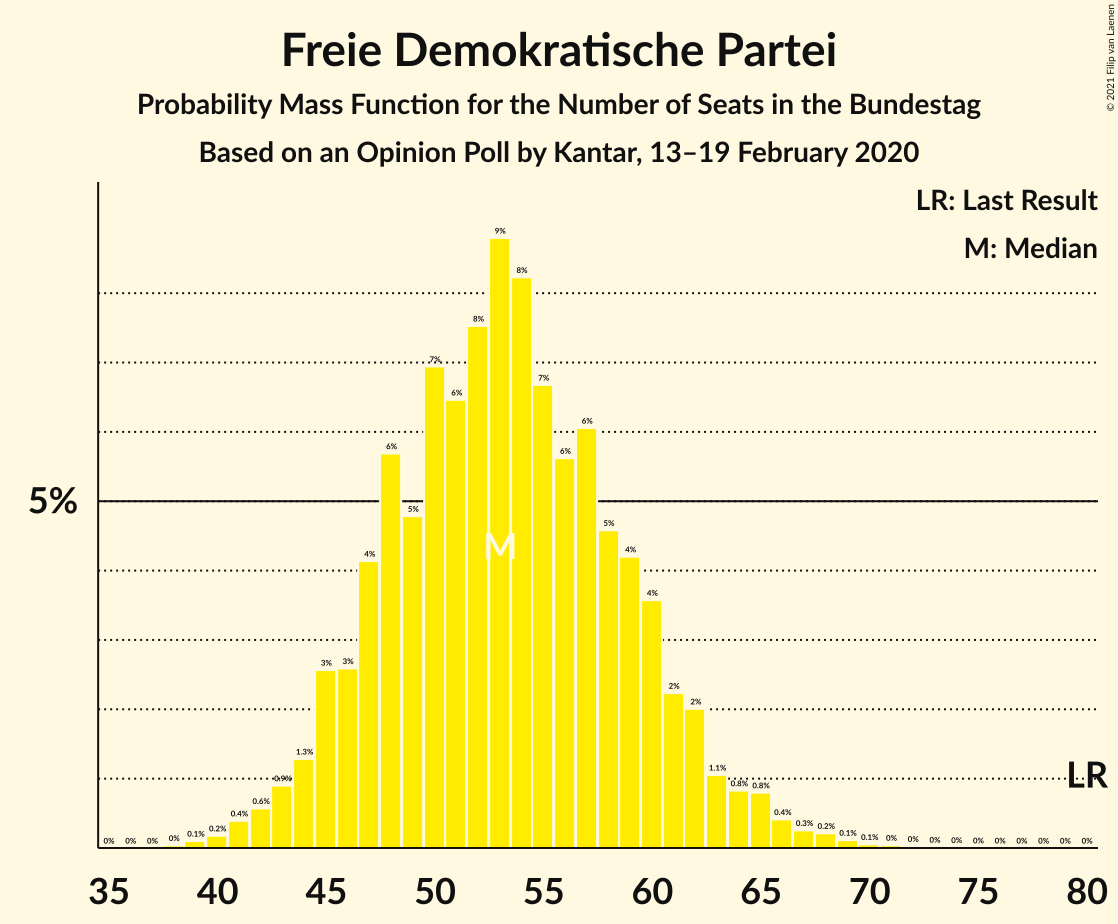 Freie Demokratische Partei
Probability Mass Function for the Number of Seats in the Bundestag
Based on an Opinion Poll by Kantar, 13–19 February 2020
© 2021 Filip van Laenen
LR: Last Result
M: Median
5%
0% 0% 0% 0% 0.1% 0.2% 0.4% 0.6% 0.9% 1.3% 3% 3% 4% 6% 5% 7% 6% 8% 9% 8% 7% 6% 6% 5% 4% 4% 2% 2% 1.1% 0.8% 0.8% 0.4% 0.3% 0.2% 0.1% 0.1% 0% 0% 0% 0% 0% 0% 0% 0% 0% 0%
M
LR
35 40 45 50 55 60 65 70 75 80